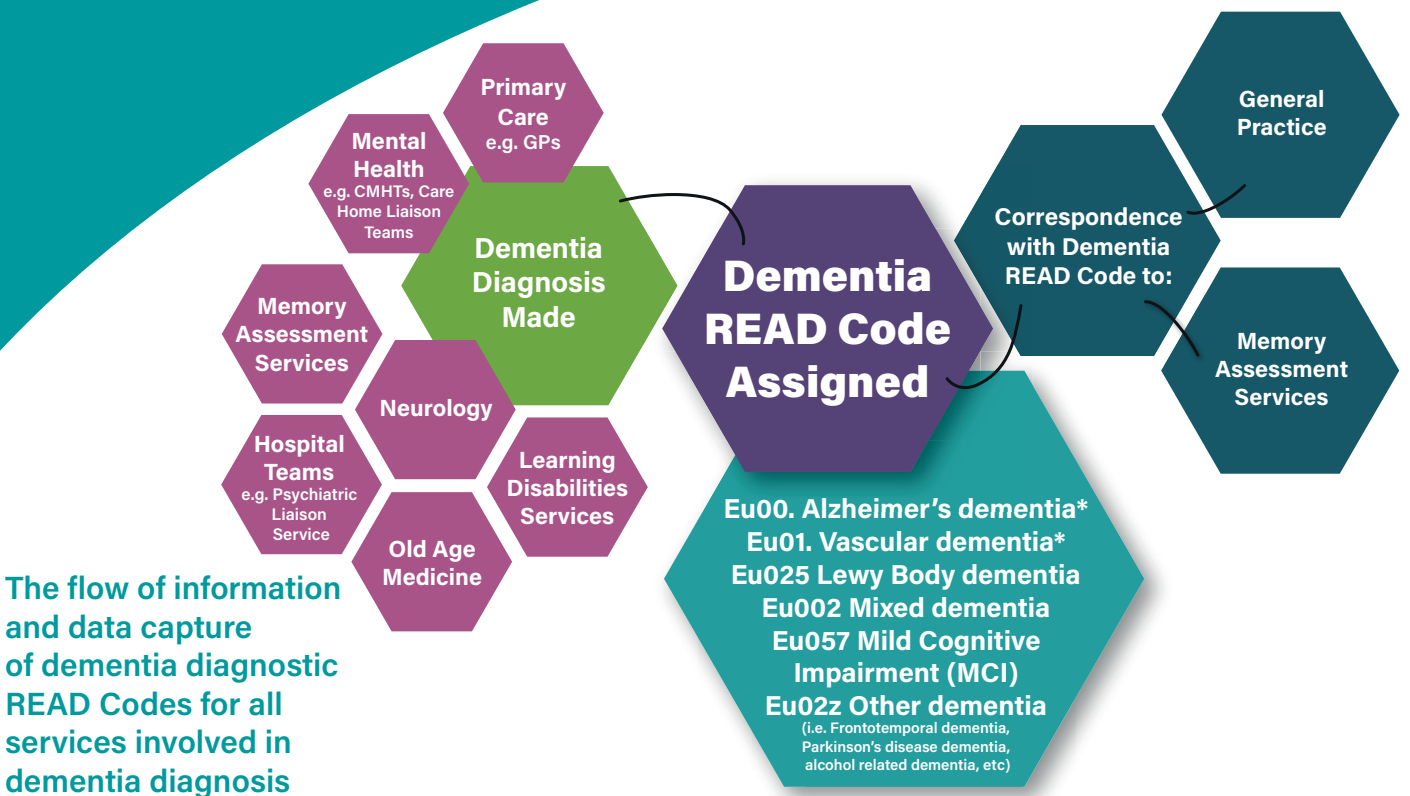 Primary
Care
e.g. GPs
Mental
Health
e.g. CMHTs, Care
Home Liaison
Teams
Memory
Assessment
Services
Neurology
Hospital
Teams
e.g. Psychiatric
Liaison
Service
Learning
Disabilities
Services
Old Age
Medicine
Dementia
Diagnosis
Made
Dementia
READ Code
Assigned
Correspondence
with Dementia
READ Code to:
General
Practice
Memory
Assessment
Services
Eu00. Alzheimer’s dementia*
Eu01. Vascular dementia*
Eu025 Lewy Body dementia
Eu002 Mixed dementia
Eu057 Mild Cognitive
Impairment (MCI)
Eu02z Other dementia
(i.e. Frontotemporal dementia,
Parkinson’s disease dementia,
alcohol related dementia, etc)
The flow of information
and data capture
of dementia diagnostic
READ Codes for all
services involved in
dementia diagnosis